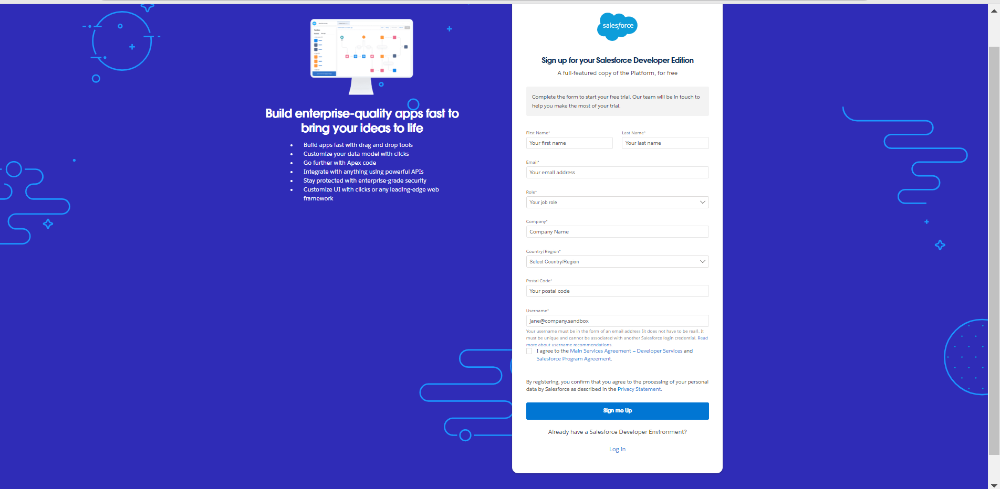 Build enterprise-quality apps fast to
bring your ideas to life
• Build apps fast with drag and drop tools
• Customize your data model with clicks
• Go further with Apex code
• Integrate with anything using powerful APIs
• Stay protected with enterprise-grade security
• Customize UI with clicks or any leading-edge web
framework
salesforce
Sign up for your Salesforce Developer Edition
A full-featured copy of the Platform, for free
Complete the form to start your free trial. Our team will be in touch to
help you make the most of your trial.
First Name* Last Name*
Your first name Your last name
Email*
Your email address
Role*
Your job role
Company*
Company Name
Country/Region*
Select Country/Region
Postal Code*
Your postal code
Username*
jane@company.sandbox
Your username must be in the form of an email address (it does not have to be real). It
must be unique and cannot be associated with another Salesforce login credential. Read
more about username recommendations.
I agree to the Main Services Agreement – Developer Services and
Salesforce Program Agreement.
By registering, you confirm that you agree to the processing of your personal
data by Salesforce as described in the Privacy Statement.
Sign me Up
Already have a Salesforce Developer Environment?
Log In